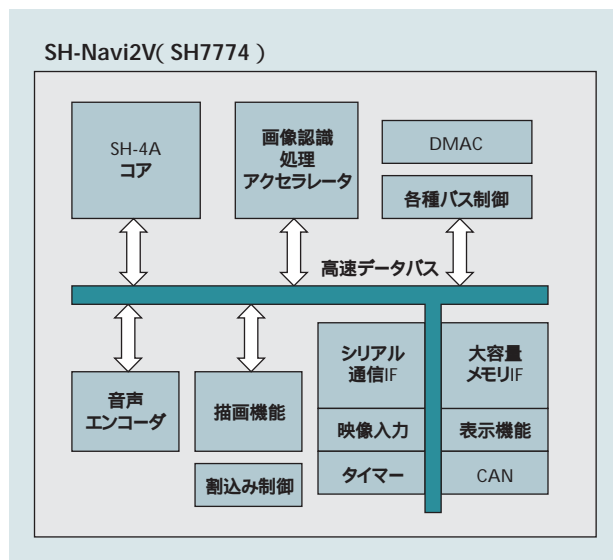 SH-Navi2V( SH7774 )
SH-4A
コア
画像認識
処理
アクセラレータ
DMAC
各種バス制御
高速データバス
音声
エンコーダ
描画機能
割込み制御
シリアル
通信IF
大容量
メモリIF
映像入力
表示機能
タイマー
CAN